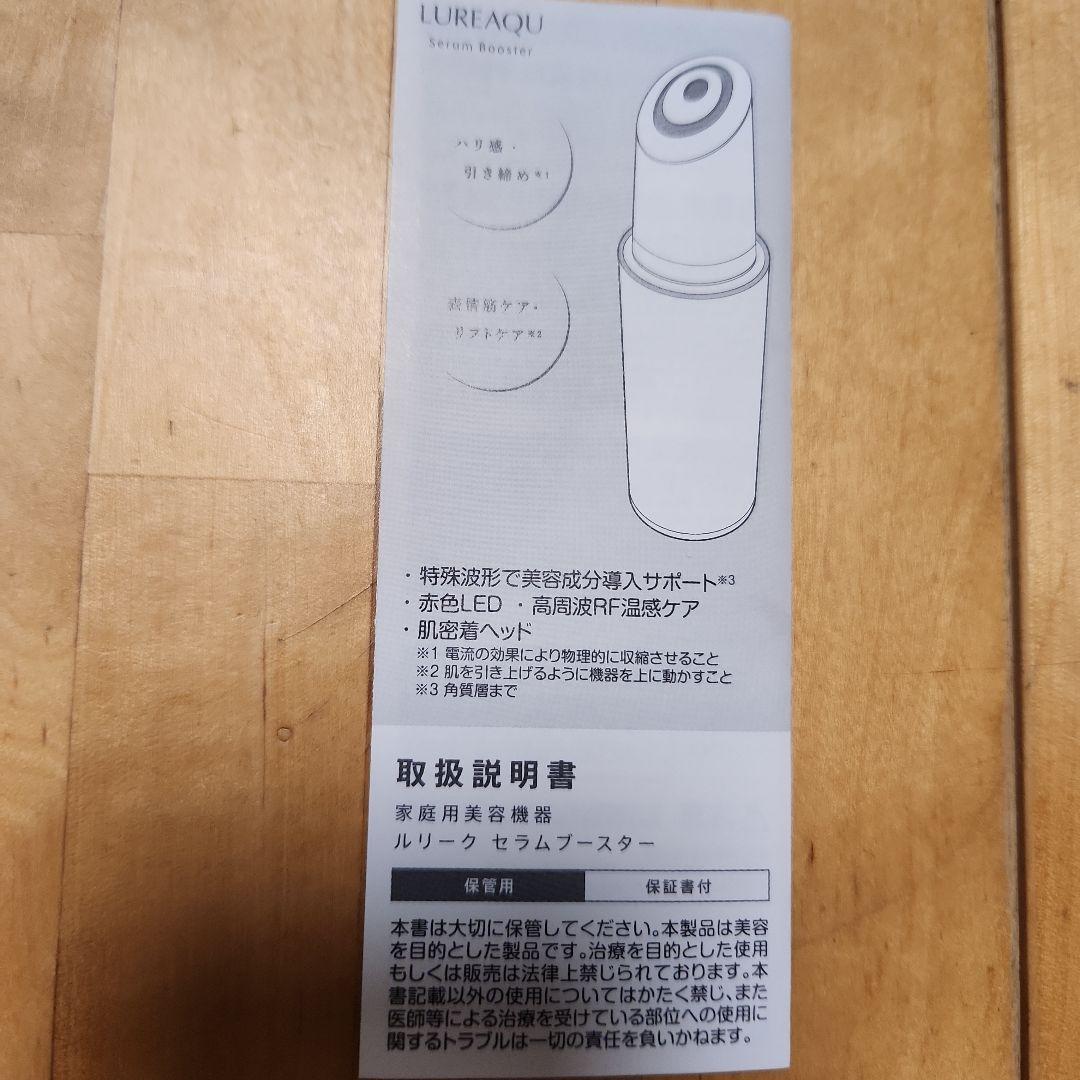 LUREAQU
Serum Booster
ハリ感・
引き締め※1
表情筋ケア・
リフトケア※2
・特殊波形で美容成分導入サポート※3
・赤色LED ・高周波RF温感ケア
・肌密着ヘッド
※1 電流の効果により物理的に収縮させること
※2 肌を引き上げるように機器を上に動かすこと
※3 角質層まで
取扱説明書
家庭用美容機器
ルリーク セラムブースター
保管用 保証書付
本書は大切に保管してください。本製品は美容
を目的とした製品です。治療を目的とした使用
もしくは販売は法律上禁じられております。本
書記載以外の使用についてはかたく禁じ、また
医師等による治療を受けている部位への使用に
関するトラブルは一切の責任を負いかねます。